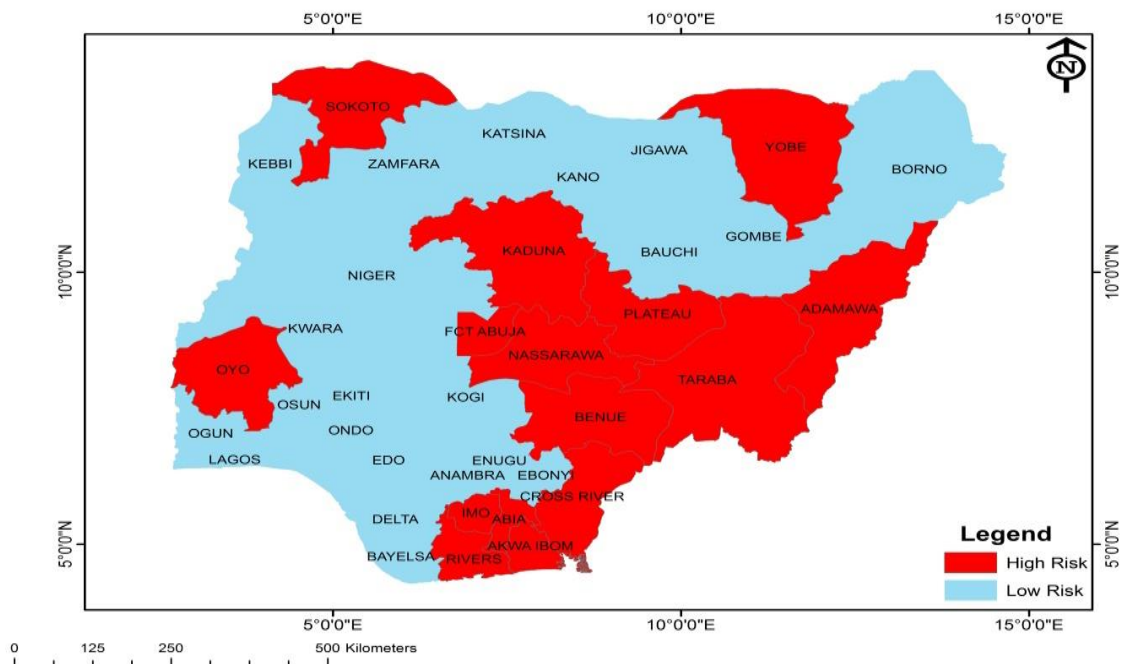 5°0'0"E 10°0'0"E 15°0'0"E
N
SOKOTO
KATSINA
YOBE
JIGAWA
KEBBI
ZAMFARA
BORNO
KANO
GOMBE
KADUNA
BAUCHI
10°0'0"N
10°0'0"N
NIGER
ADAMAWA
PLATEAU
KWARA
FCT ABUJA
NASSARAWA
OYO
TARABA
EKITI
KOGI
OSUN
BENUE
OGUN
ONDO
LAGOS
EDO
ENUGU
ANAMBRA
EBONYI
CROSS RIVER
IMO
ABIA
DELTA
Legend
5°0'0"N
5°0'0"N
AKWA IBOM
BAYELSA
RIVERS
High Risk
Low Risk
5°0'0"E 10°0'0"E 15°0'0"E
0 125 250 500 Kilometers